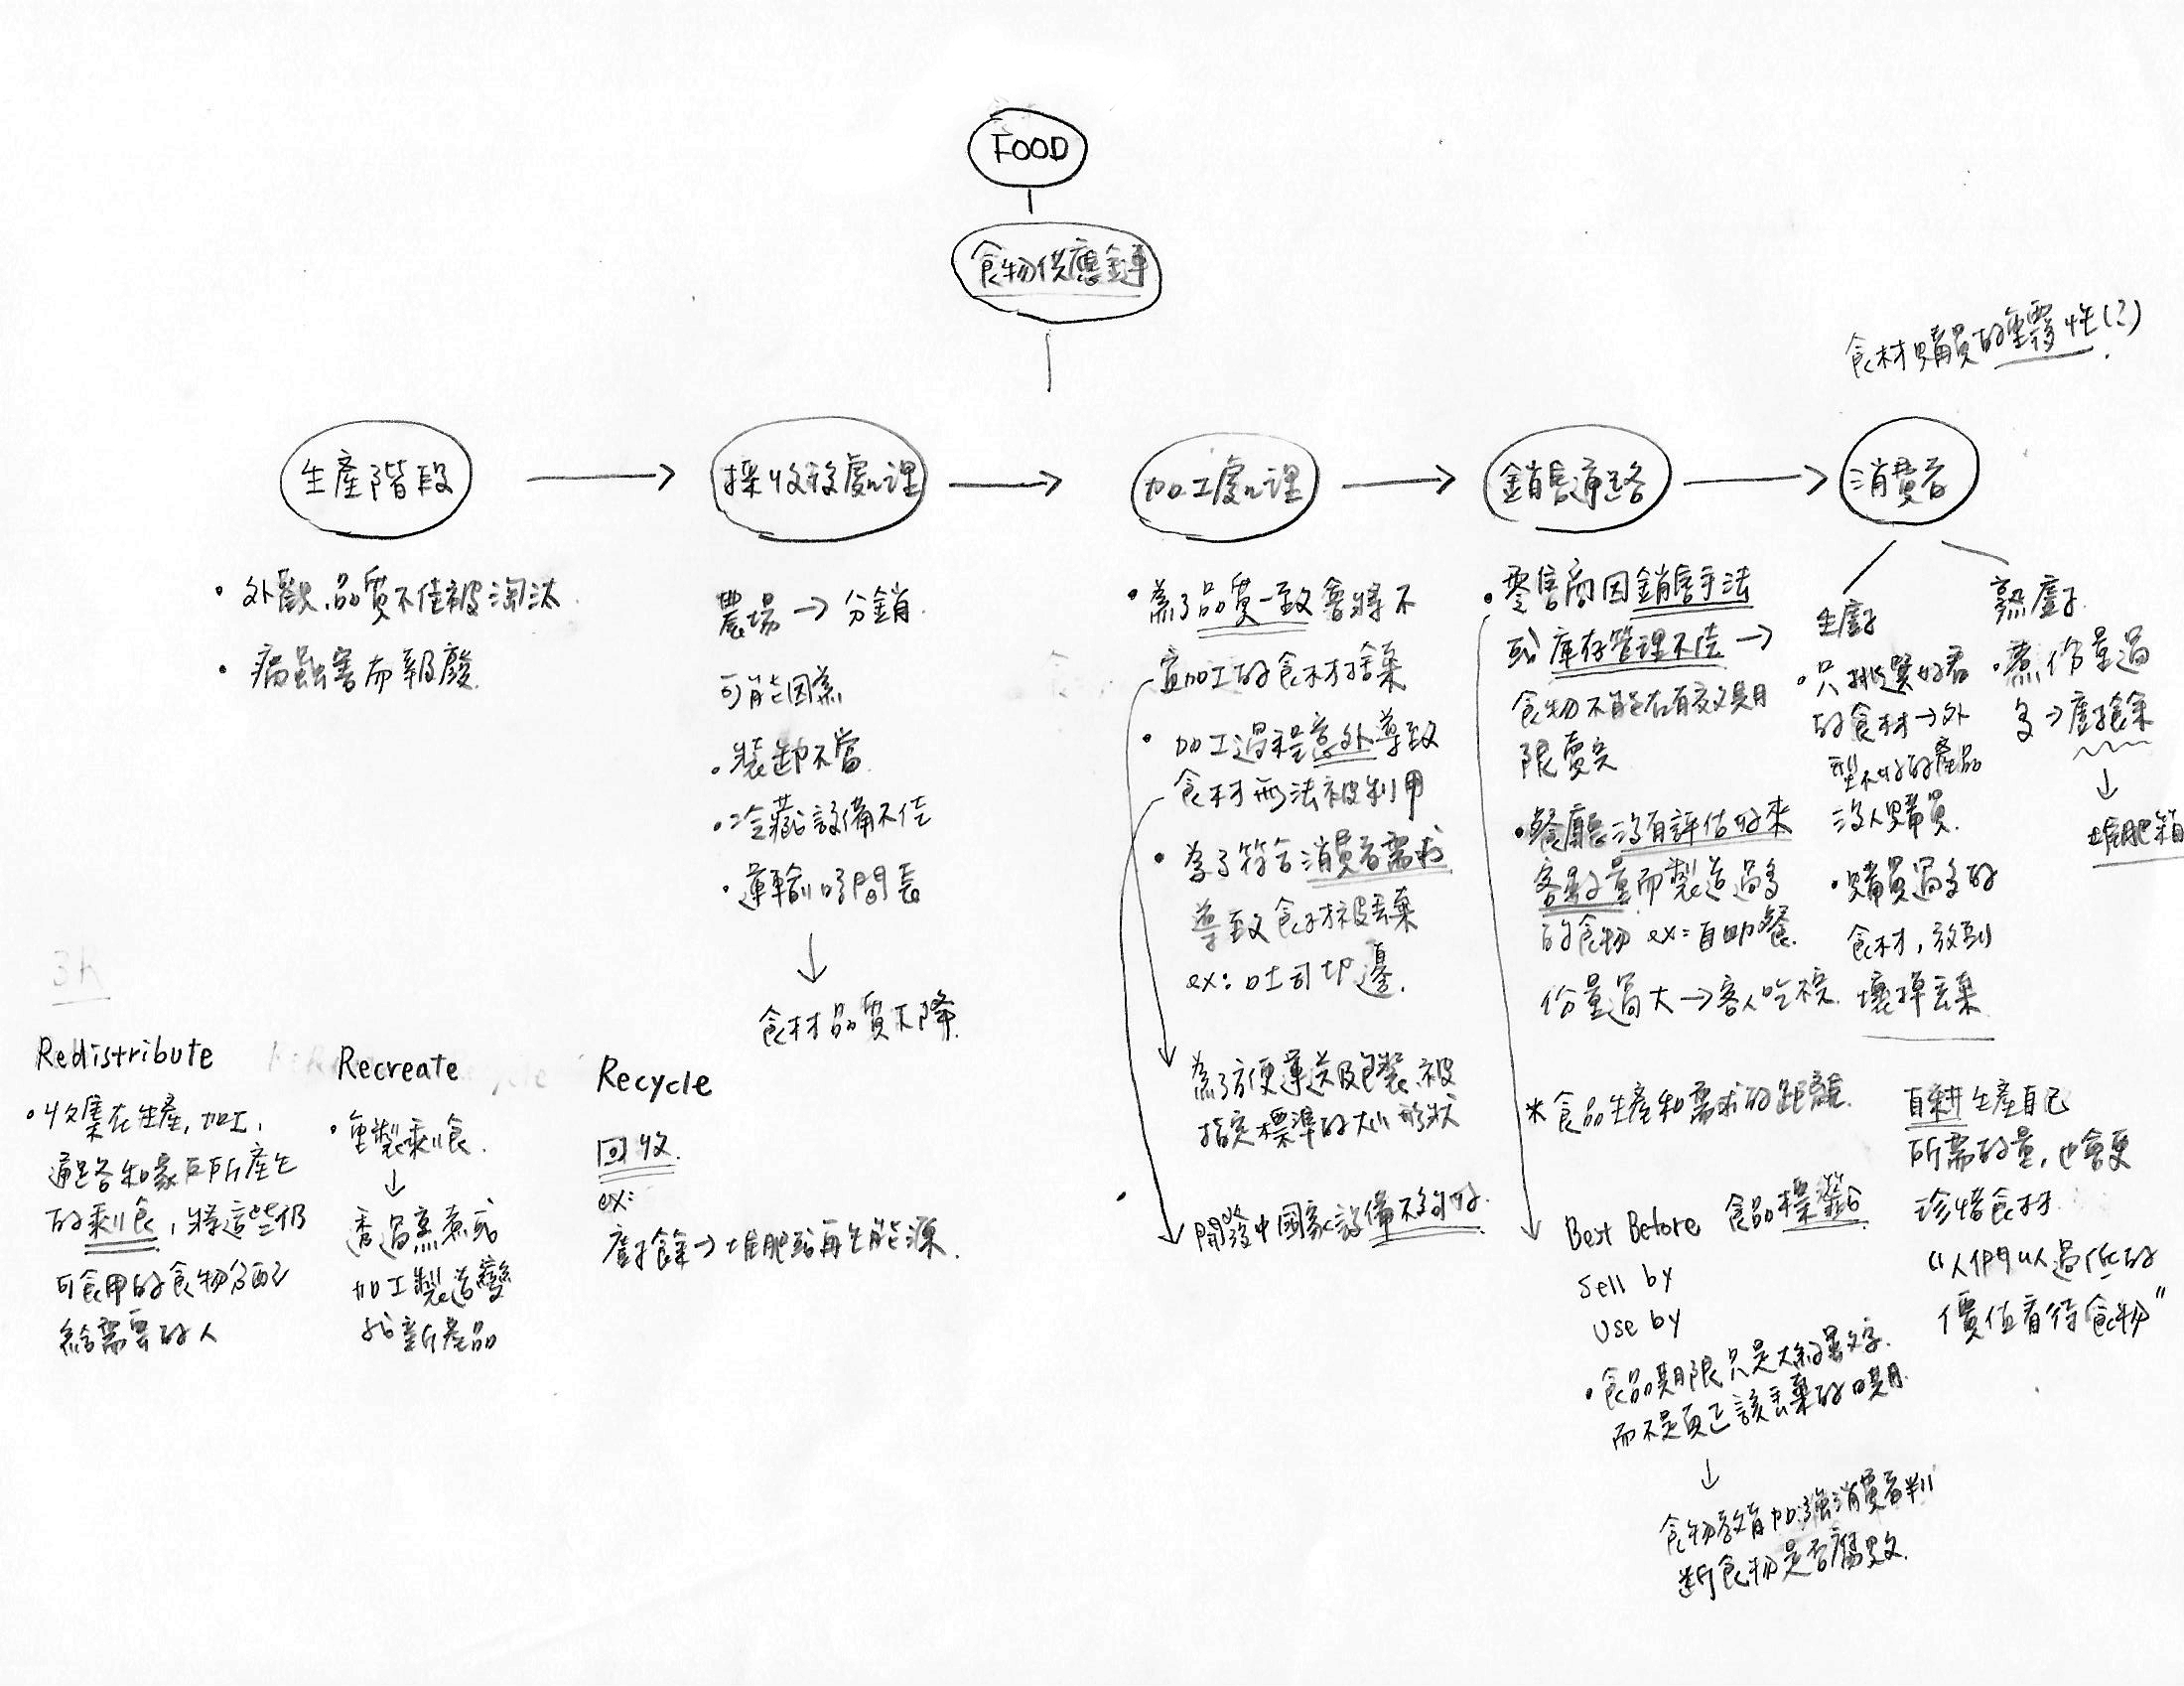 FOOD
食物供應鏈
食材購買的重要性(?)
生產階段 → 採收後處理 → 加工處理 → 銷售通路 → 消費者
• 外觀、品質不佳被淘汰.
• 病蟲害而報廢.
農場 → 分銷.
可能因為
• 裝卸不當.
• 冷藏設備不佳
• 運輸時間長
↓
食材品質下降.
• 為了品質一致會將不
宜加工的食材捨棄
• 加工過程意外導致
食材無法被利用
• 為了符合消費者需求
導致食材被丟棄
ex: 吐司切邊.
為了方便運送及包裝、被
指定標準的大小形狀
• 開發中國家設備不夠好.
• 零售商因銷售手法
或庫存管理不佳 →
食物不能在有效期
限賣完
• 餐廳沒有評估好來
客數量而製造過多
的食物 ex: 自助餐.
份量過大 → 客人吃不完.
* 食品生產和需求的距離.
Best Before 食品標籤
sell by
use by
• 食品期限只是大約的文字.
而不是真正該丟棄的日期.
↓
食物教育加強消費者判
斷食物是否腐敗.
生廚
• 只挑選好看
的食材 → 外
型不好的產品
沒人購買.
• 購買過多的
食材, 放到
壞掉丟棄
熟廚.
• 煮份量過
多 → 廚餘
↓
堆肥箱
自耕生產自己
所需的量, 也會更
珍惜食材.
"人們以過低的
價值看待食物"
3h
Redistribute
• 收集在生產, 加工,
通路和家戶所產生
的剩食, 將這些仍
可食用的食物分配
給需要的人
Recreate
• 重製剩食.
↓
透過烹煮或
加工製造變
成新產品
Recycle
回收.
ex:
廚餘 → 堆肥或再生能源.